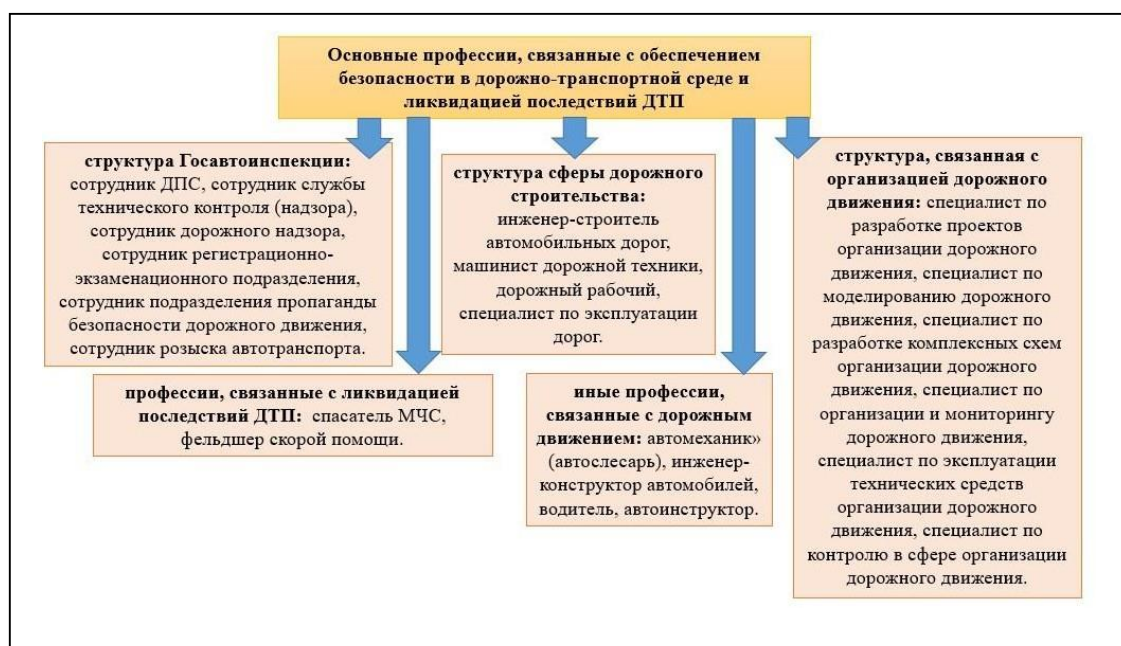 Основные профессии, связанные с обеспечением
безопасности в дорожно-транспортной среде и
ликвидацией последствий ДТП
структура Госавтоинспекции:
сотрудник ДПС, сотрудник службы
технического контроля (надзора),
сотрудник дорожного надзора,
сотрудник регистрационно-
экзаменационного подразделения,
сотрудник подразделения пропаганды
безопасности дорожного движения,
сотрудник розыска автотранспорта.
структура сферы дорожного
строительства:
инженер-строитель
автомобильных дорог,
машинист дорожной техники,
дорожный рабочий,
специалист по эксплуатации
дорог.
структура, связанная с
организацией дорожного
движения: специалист по
разработке проектов
организации дорожного
движения, специалист по
моделированию дорожного
движения, специалист по
разработке комплексных схем
организации дорожного
движения, специалист по
организации и мониторингу
дорожного движения,
специалист по эксплуатации
технических средств
организации дорожного
движения, специалист по
контролю в сфере организации
дорожного движения.
профессии, связанные с ликвидацией
последствий ДТП: спасатель МЧС,
фельдшер скорой помощи.
иные профессии,
связанные с дорожным
движением: автомеханик»
(автослесарь), инженер-
конструктор автомобилей,
водитель, автоинструктор.